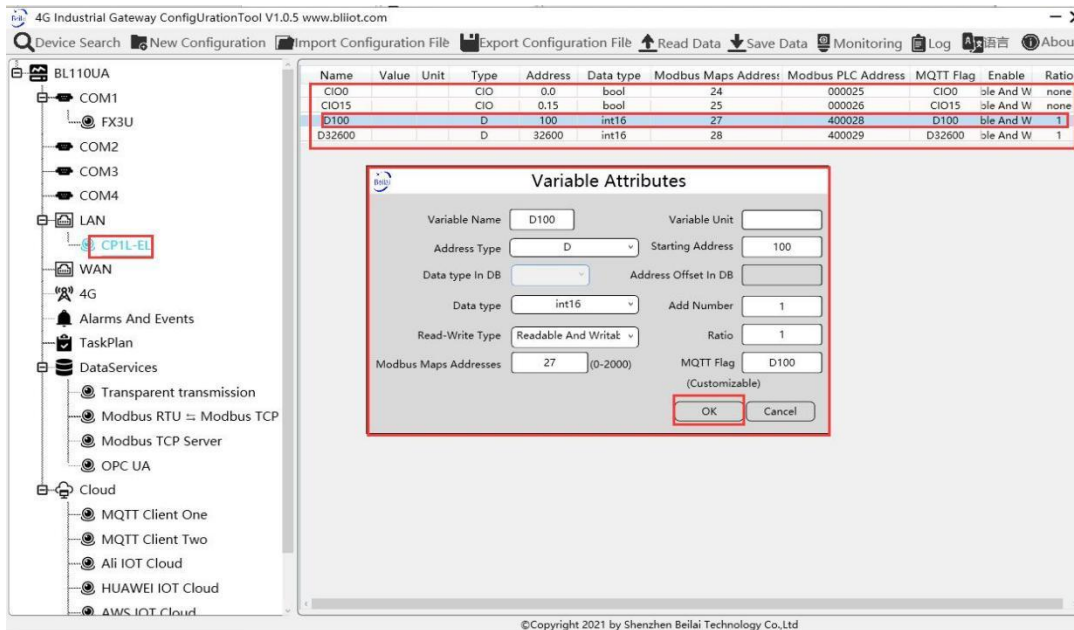 Beilai 4G Industrial Gateway ConfigUrationTool V1.0.5 www.bliiot.com
Device Search New Configuration Import Configuration File Export Configuration File Read Data Save Data Monitoring Log A文语言 Abou
BL110UA
COM1
FX3U
COM2
COM3
COM4
LAN
CP1L-EL
WAN
4G
Alarms And Events
TaskPlan
DataServices
Transparent transmission
Modbus RTU ⇆ Modbus TCP
Modbus TCP Server
OPC UA
Cloud
MQTT Client One
MQTT Client Two
Ali IOT Cloud
HUAWEI IOT Cloud
AWS IOT Cloud
Name Value Unit Type Address Data type Modbus Maps Address Modbus PLC Address MQTT Flag Enable Ratio
CIO0 CIO 0.0 bool 24 000025 CIO0 ble And W none
CIO15 CIO 0.15 bool 25 000026 CIO15 ble And W none
D100 D 100 int16 27 400028 D100 ble And W 1
D32600 D 32600 int16 28 400029 D32600 ble And W 1
Beilai Variable Attributes
Variable Name D100 Variable Unit
Address Type D Starting Address 100
Data type In DB Address Offset In DB
Data type int16 Add Number 1
Read-Write Type Readable And Writab Ratio 1
Modbus Maps Addresses 27 (0-2000) MQTT Flag D100
(Customizable)
OK Cancel
©Copyright 2021 by Shenzhen Beilai Technology Co.,Ltd